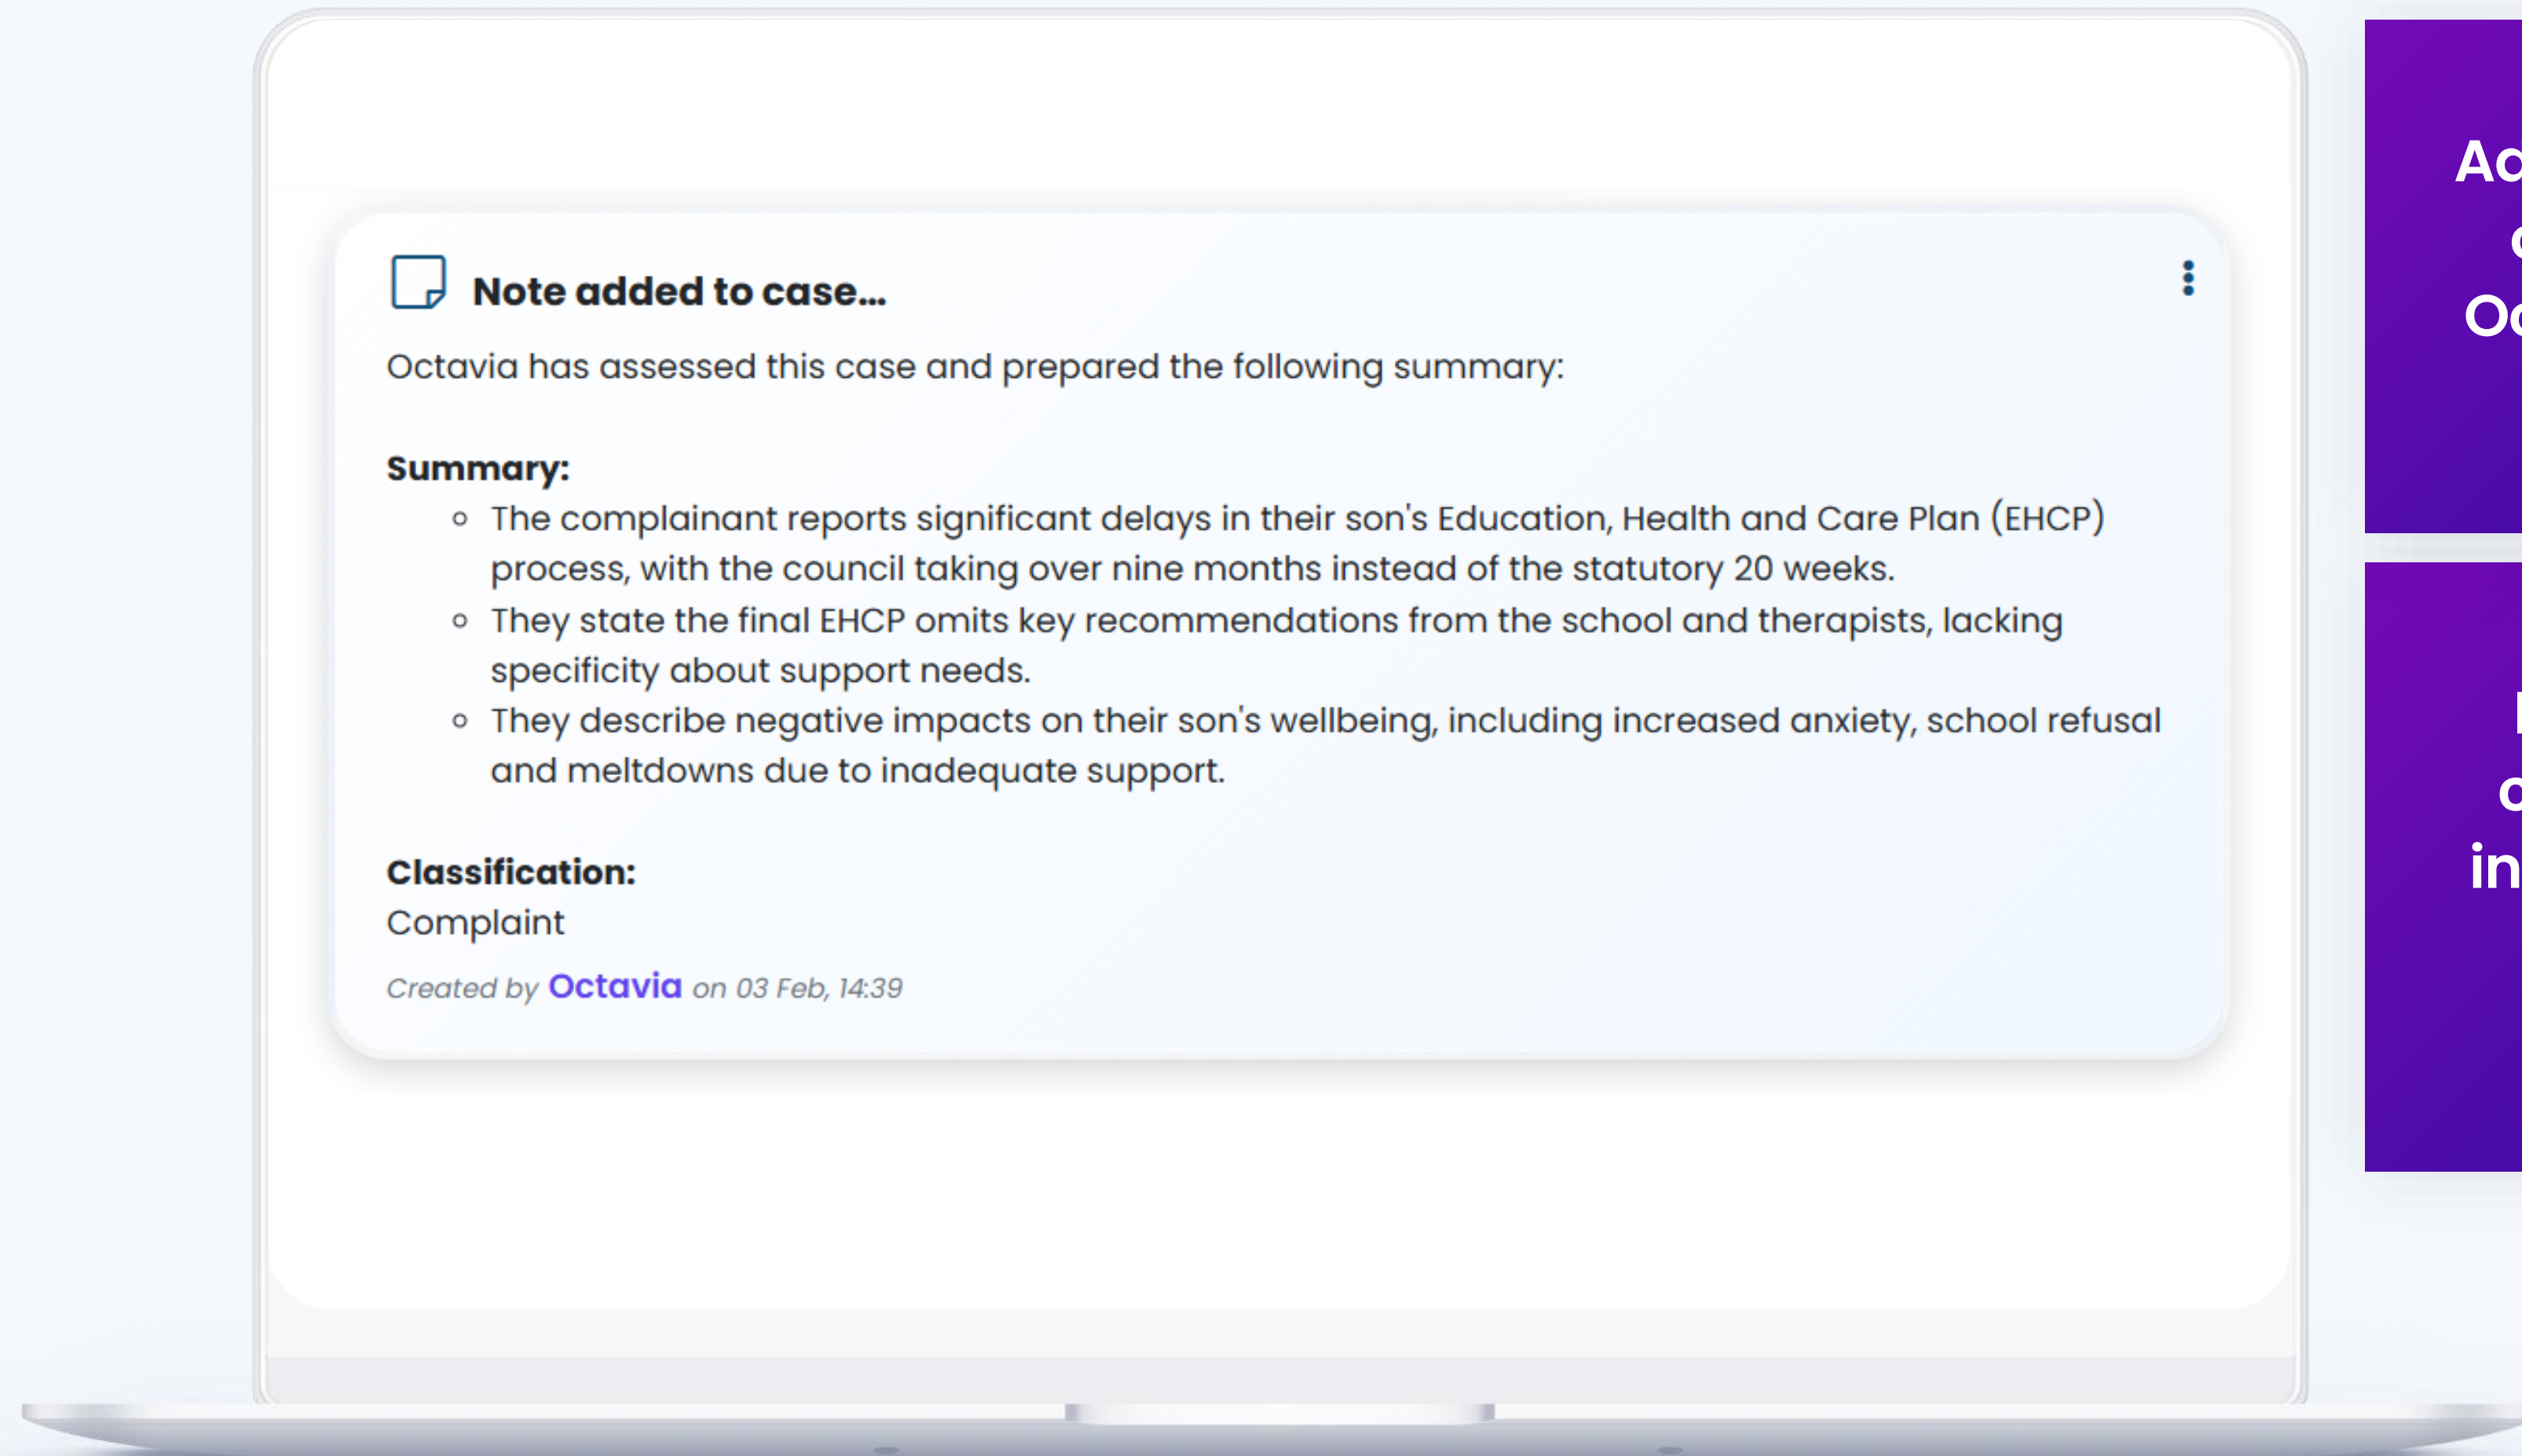 Note added to case...
Octavia has assessed this case and prepared the following summary:
Summary:
The complainant reports significant delays in their son's Education, Health and Care Plan (EHCP)
process, with the council taking over nine months instead of the statutory 20 weeks.
They state the final EHCP omits key recommendations from the school and therapists, lacking
specificity about support needs.
They describe negative impacts on their son's wellbeing, including increased anxiety, school refusal
and meltdowns due to inadequate support.
Classification:
Complaint
Created by Octavia on 03 Feb, 14:39